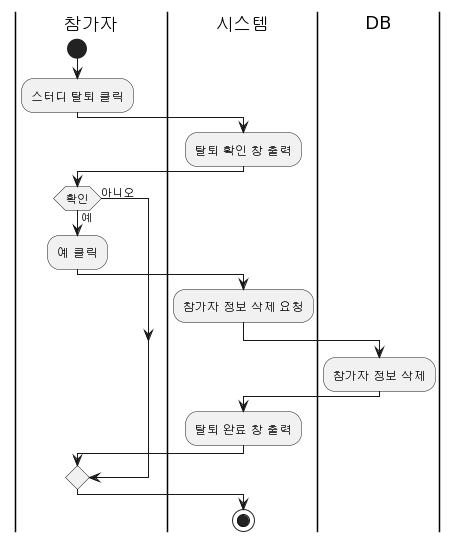 참가자
시스템
DB
스터디 탈퇴 클릭
탈퇴 확인 창 출력
확인
아니오
예
예 클릭
참가자 정보 삭제 요청
참가자 정보 삭제
탈퇴 완료 창 출력